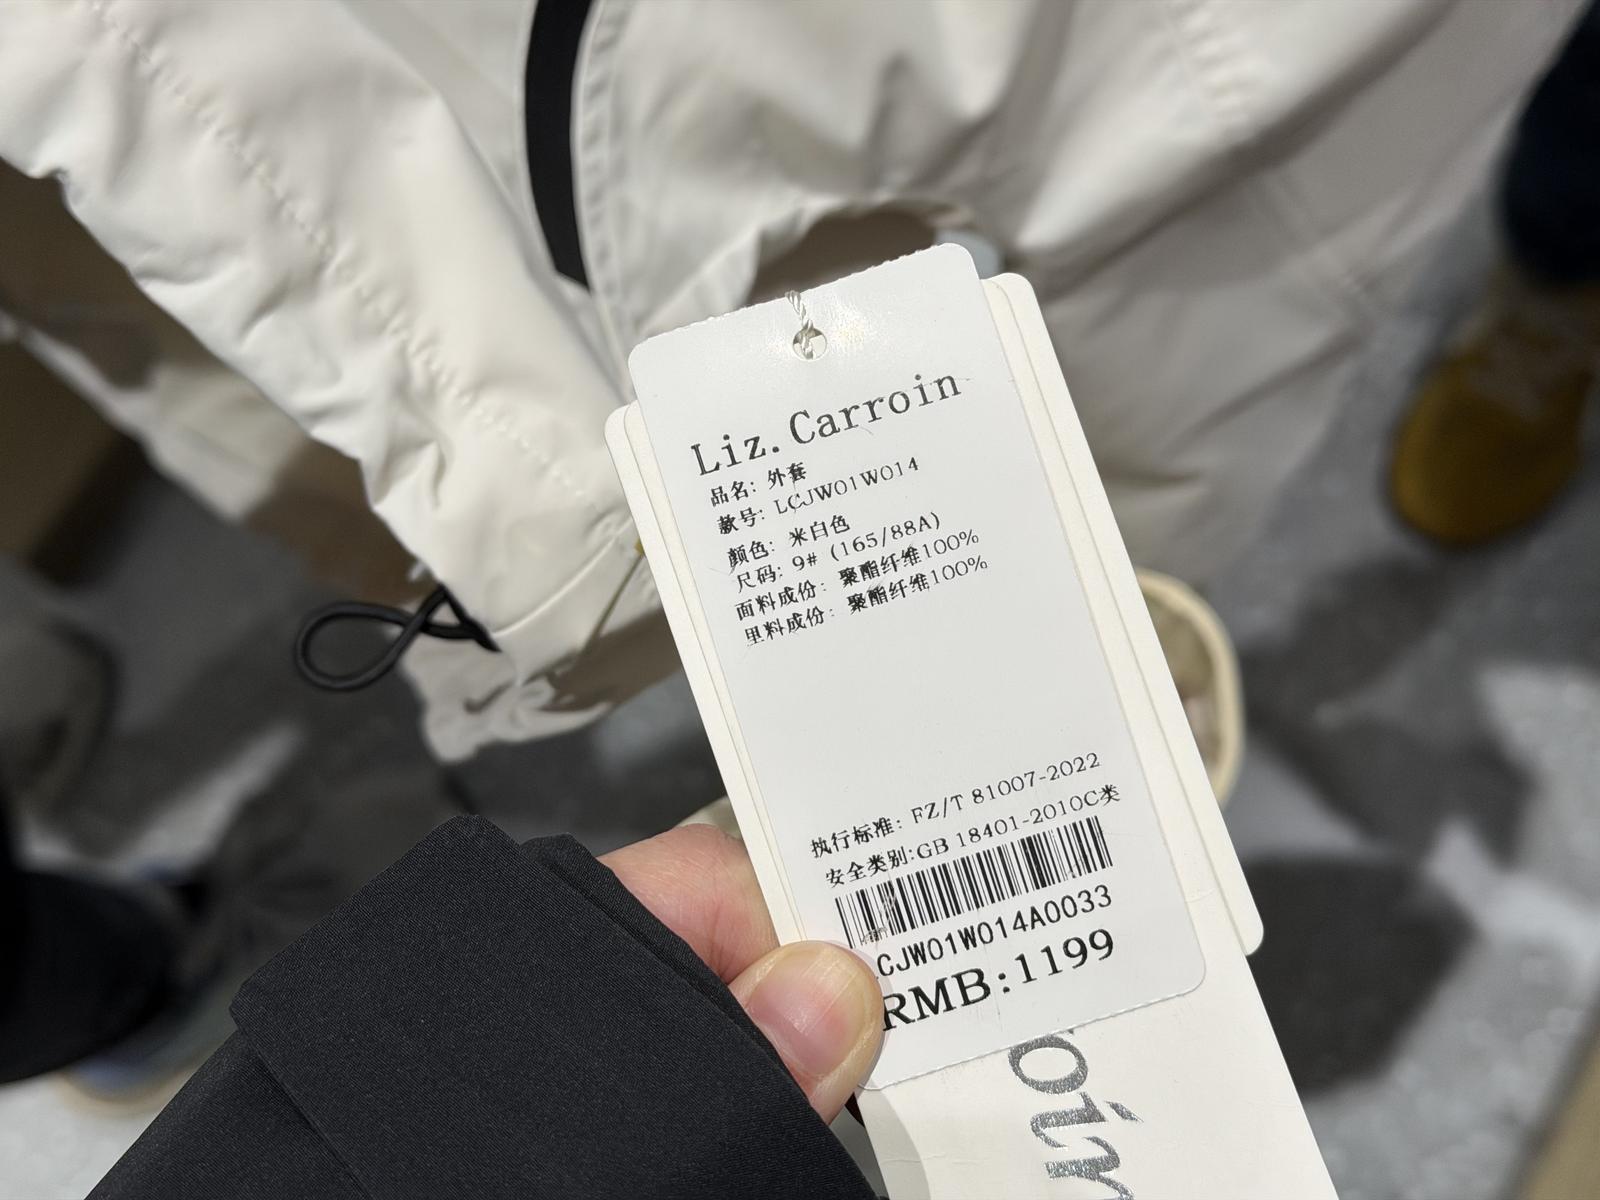 Liz.Carroin
品名: 外套
款号: LCJW01W014
颜色: 米白色
尺码: 9# (165/88A)
面料成份: 聚酯纤维100%
里料成份: 聚酯纤维100%
执行标准: FZ/T 81007-2022
安全类别:GB 18401-2010C类
CJW01W014A0033
RMB:1199